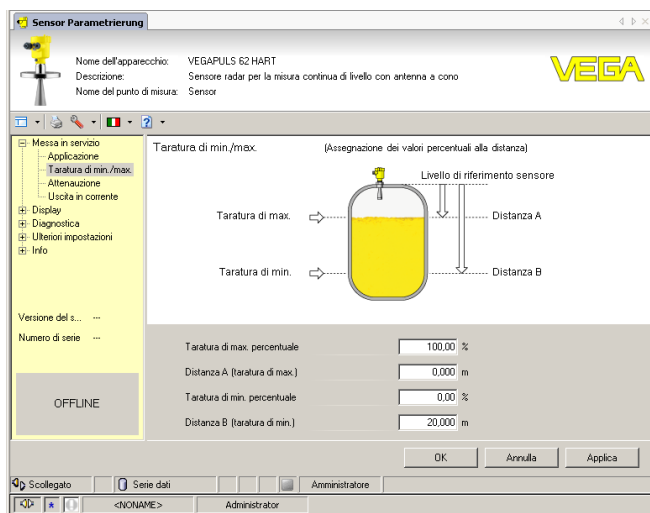 Sensor Parametrierung
Nome dell'apparecchio: VEGAPULS 62 HART
Descrizione: Sensore radar per la misura continua di livello con antenna a cono
Nome del punto di misura: Sensor
VEGA
Messa in servizio
Applicazione
Taratura di min./max.
Attenauzione
Uscita in corrente
Display
Diagnostica
Ulteriori impostazioni
Info
Versione del s... ---
Numero di serie ---
OFFLINE
Taratura di min./max. (Assegnazione dei valori percentuali alla distanza)
Livello di riferimento sensore
Taratura di max. Distanza A
Taratura di min. Distanza B
Taratura di max. percentuale 100,00 %
Distanza A (taratura di max.) 0,000 m
Taratura di min. percentuale 0,00 %
Distanza B (taratura di min.) 20,000 m
OK Annulla Applica
Scollegato Serie dati Amministratore
<NONAME> Administrator